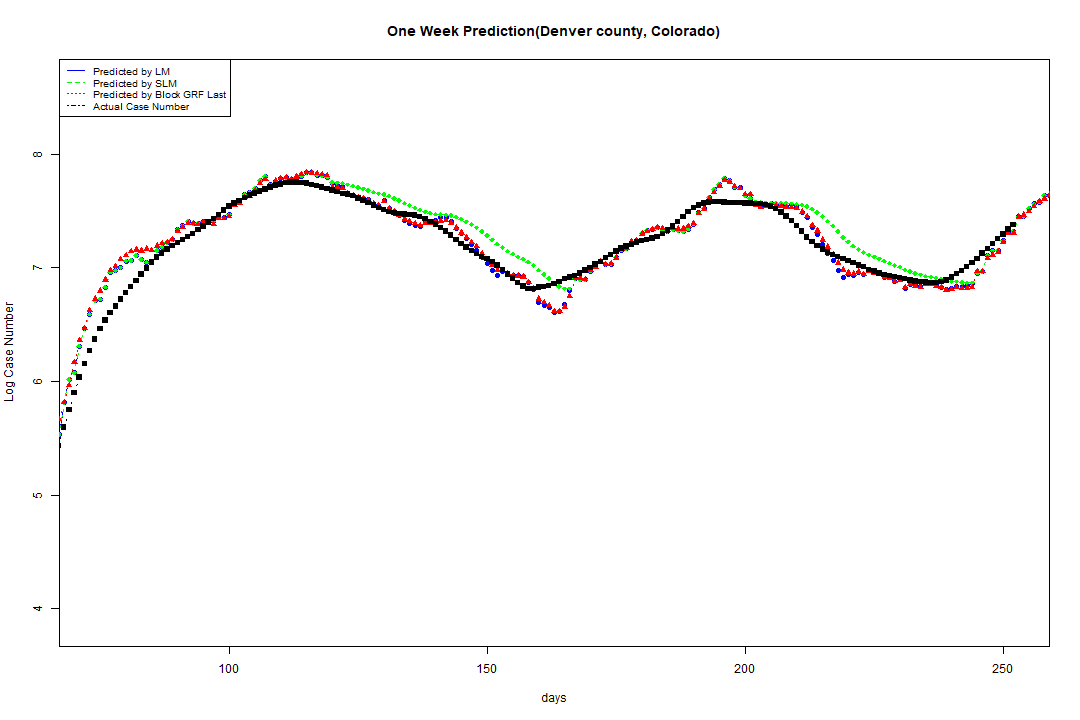 One Week Prediction(Denver county, Colorado)
Predicted by LM
Predicted by SLM
Predicted by Block GRF Last
Actual Case Number
8
7
6
5
4
Log Case Number
100 150 200 250
days